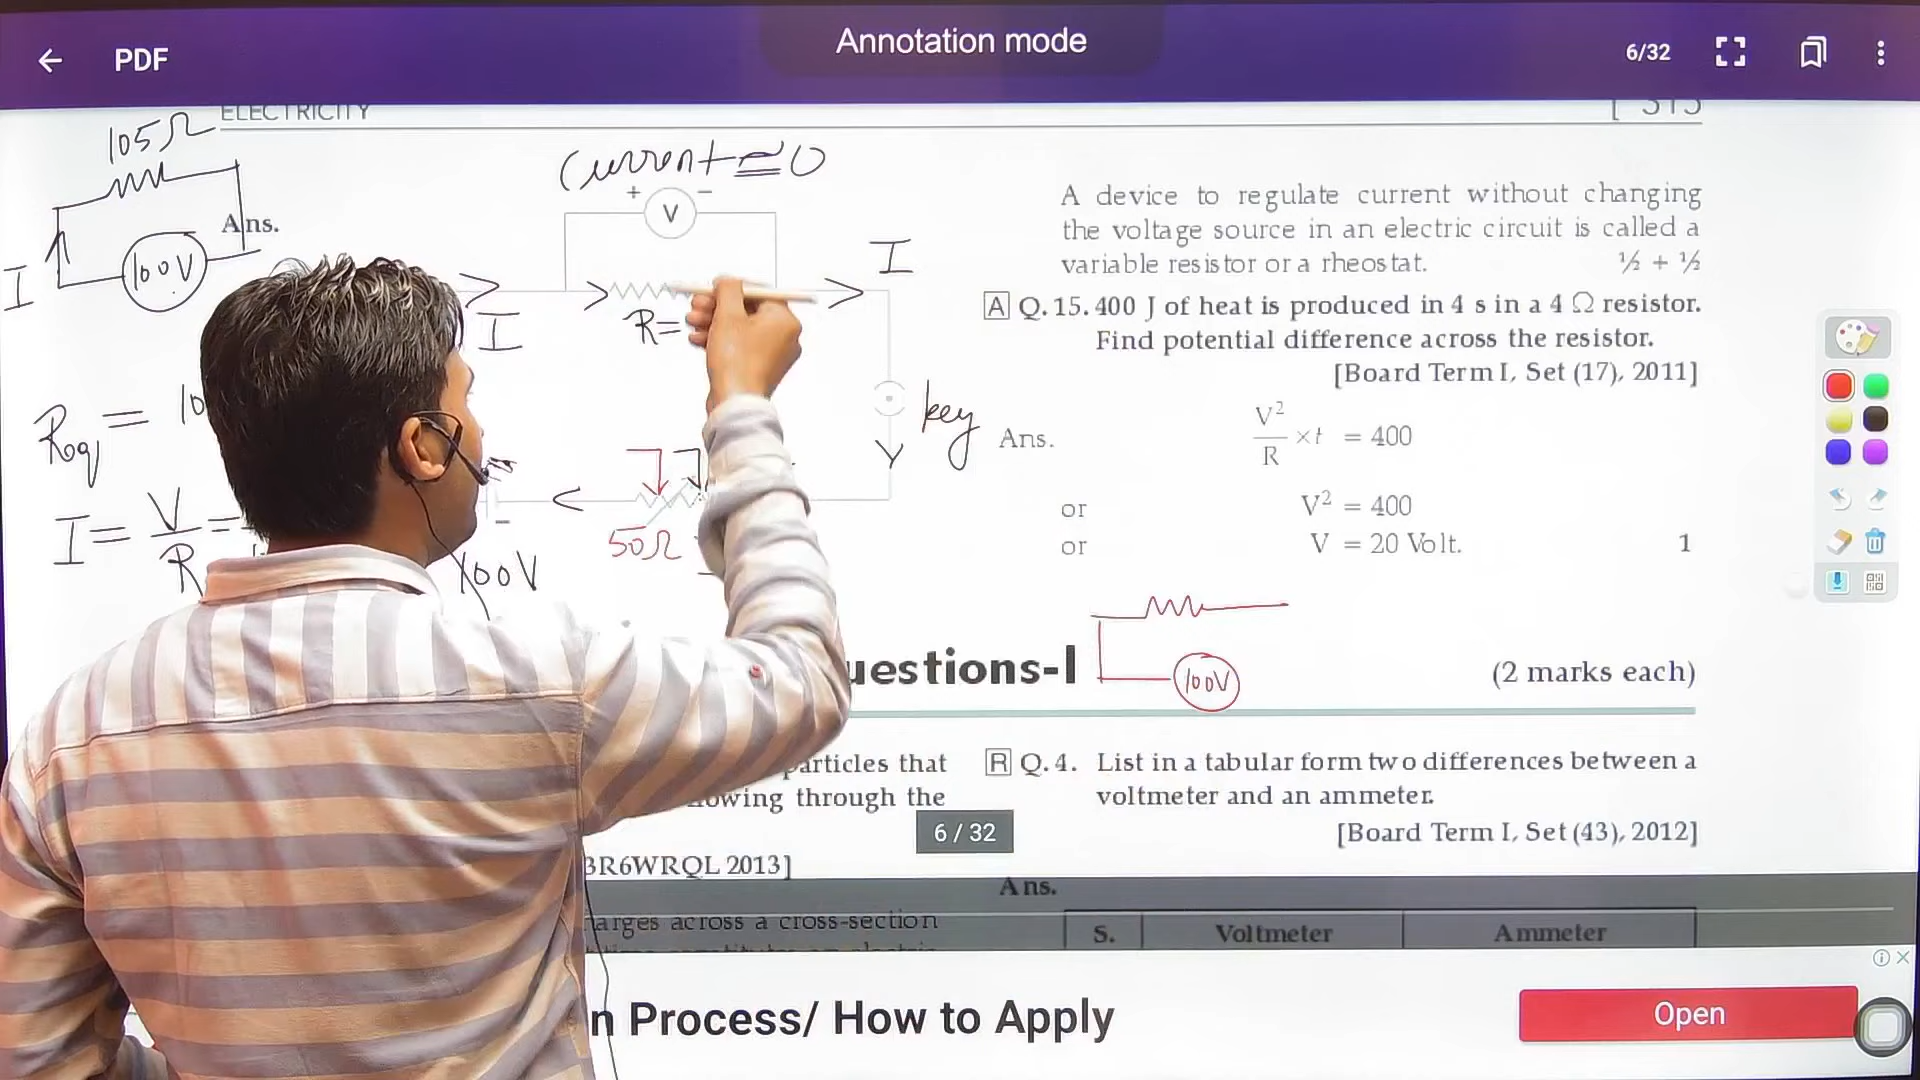 PDF
Annotation mode
6/32
ELECTRICITY
[ 315
105Ω
Ans.
100V
I
Current ≅ 0
+ V −
I
I
R=
key
Req = 10
I = V/R =
−
100V
50Ω
A device to regulate current without changing
the voltage source in an electric circuit is called a
variable resistor or a rheostat. ½ + ½
A Q. 15. 400 J of heat is produced in 4 s in a 4 Ω resistor.
Find potential difference across the resistor.
[Board Term I, Set (17), 2011]
Ans. V²/R × t = 400
or V² = 400
or V = 20 Volt. 1
100V
uestions-I (2 marks each)
particles that
owing through the
3R6WRQL 2013]
arges across a cross-section
R Q. 4. List in a tabular form two differences between a
voltmeter and an ammeter.
[Board Term I, Set (43), 2012]
6 / 32
Ans.
S. Voltmeter Ammeter
n Process/ How to Apply
Open